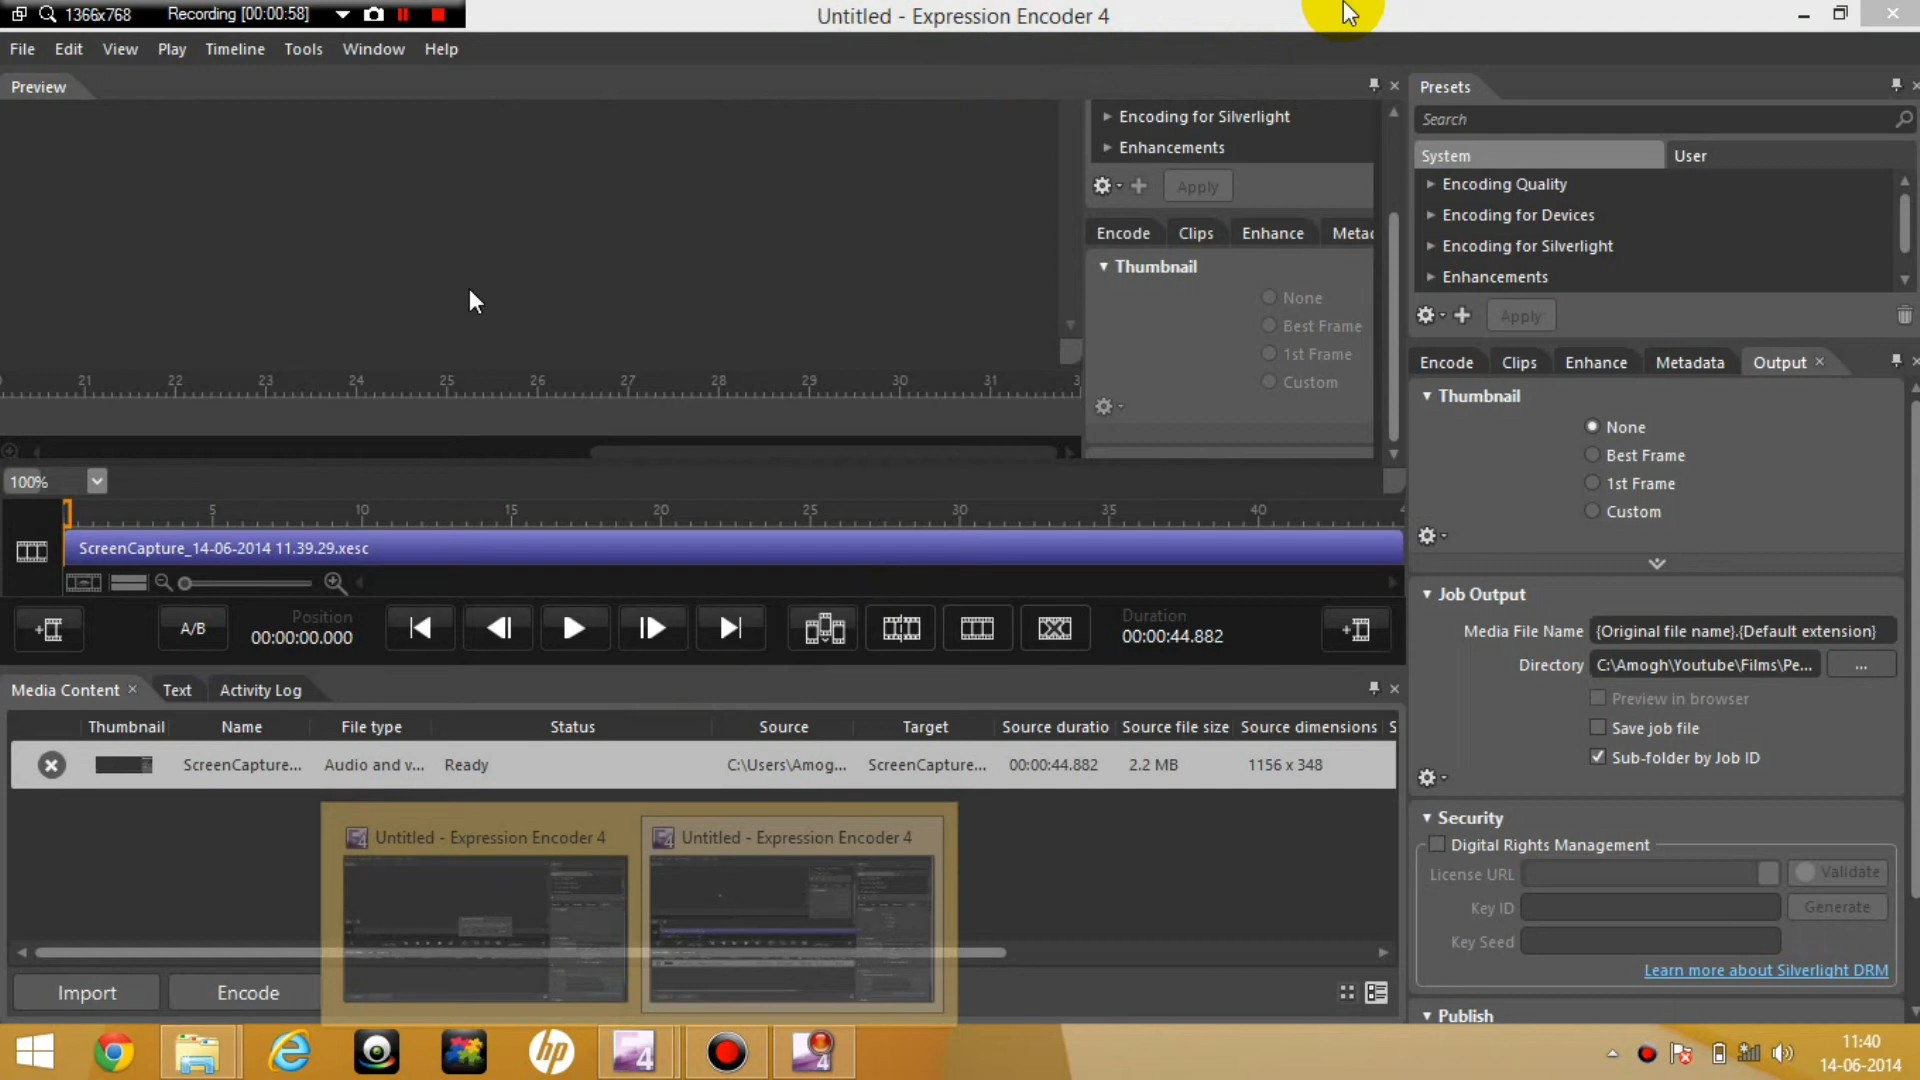 1366x768 Recording [00:00:58]
Untitled - Expression Encoder 4
File Edit View Play Timeline Tools Window Help
Preview
Encoding for Silverlight
Enhancements
Apply
Encode Clips Enhance Metac
Thumbnail
None
Best Frame
1st Frame
Custom
21 22 23 24 25 26 27 28 29 30 31 3
100%
5 10 15 20 25 30 35 40 4
ScreenCapture_14-06-2014 11.39.29.xesc
A/B
Position
00:00:00.000
Duration
00:00:44.882
Media Content Text Activity Log
Thumbnail Name File type Status Source Target Source duratio Source file size Source dimensions S
ScreenCapture... Audio and v... Ready C:\Users\Amog... ScreenCapture... 00:00:44.882 2.2 MB 1156 x 348
Untitled - Expression Encoder 4
Untitled - Expression Encoder 4
Import Encode
Presets
Search
System User
Encoding Quality
Encoding for Devices
Encoding for Silverlight
Enhancements
Apply
Encode Clips Enhance Metadata Output
Thumbnail
None
Best Frame
1st Frame
Custom
Job Output
Media File Name {Original file name}.{Default extension}
Directory C:\Amogh\Youtube\Films\Pe... ...
Preview in browser
Save job file
Sub-folder by Job ID
Security
Digital Rights Management
License URL Validate
Key ID Generate
Key Seed
Learn more about Silverlight DRM
Publish
hp 4 4
11:40
14-06-2014